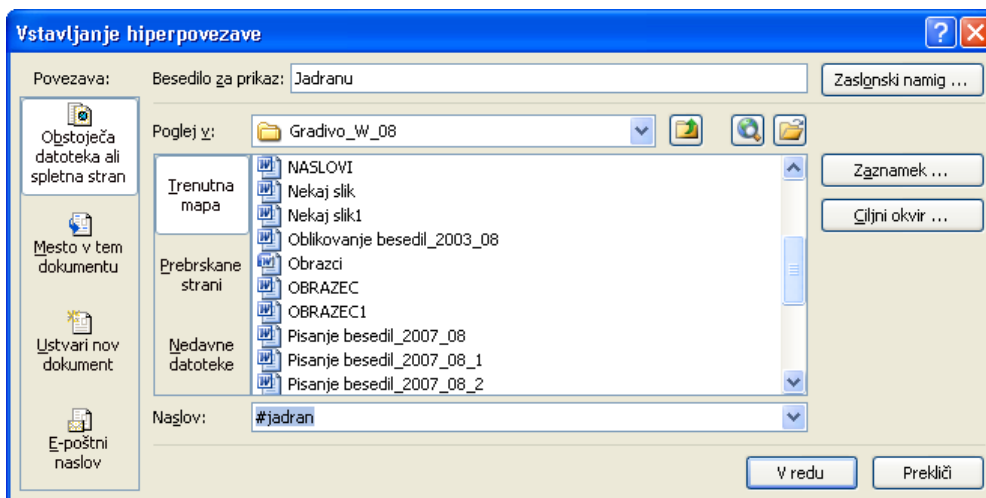 Vstavljanje hiperpovezave
Povezava:
Besedilo za prikaz:
Jadranu
Zaslonski namig ...
Obstoječa
datoteka ali
spletna stran
Mesto v tem
dokumentu
Ustvari nov
dokument
E-poštni
naslov
Poglej v:
Gradivo_W_08
Trenutna
mapa
Prebrskane
strani
Nedavne
datoteke
NASLOVI
Nekaj slik
Nekaj slik1
Oblikovanje besedil_2003_08
Obrazci
OBRAZEC
OBRAZEC1
Pisanje besedil_2007_08
Pisanje besedil_2007_08_1
Pisanje besedil_2007_08_2
Zaznamek ...
Ciljni okvir ...
Naslov:
#jadran
V redu
Prekliči